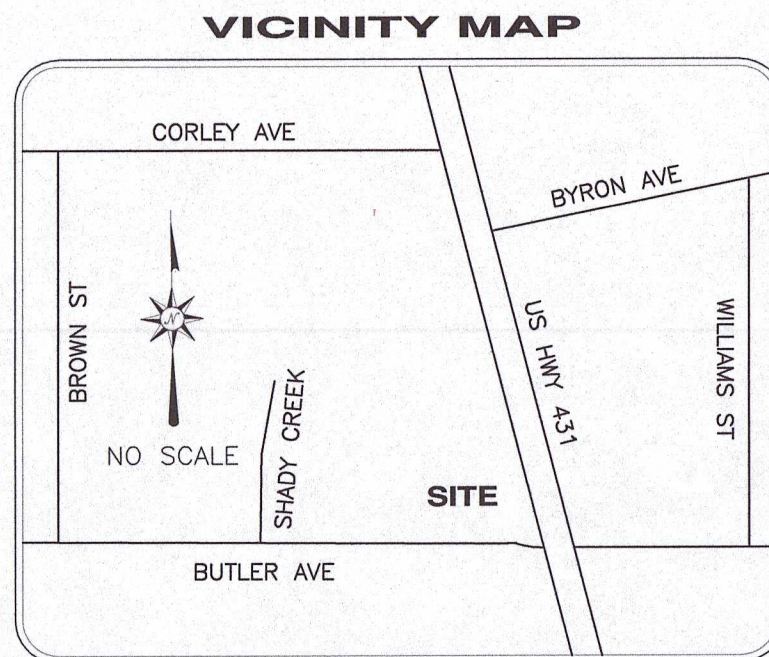 VICINITY MAP
CORLEY AVE
BYRON AVE
BROWN ST
N
US HWY 431
WILLIAMS ST
SHADY CREEK
NO SCALE
SITE
BUTLER AVE